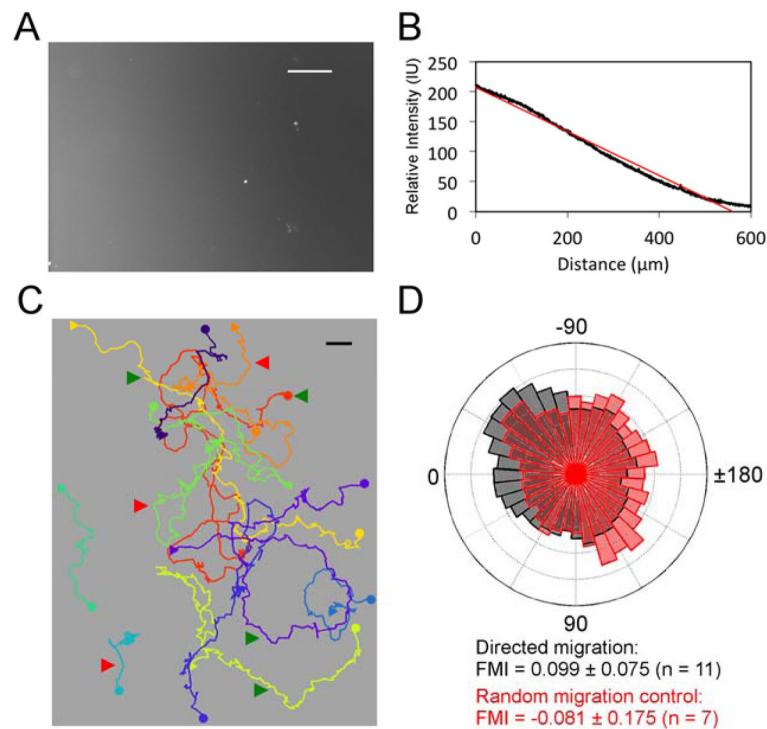 A
B
Relative Intensity (IU)
250
200
150
100
50
0
0 200 400 600
Distance (µm)
C
D
-90
0
±180
90
Directed migration:
FMI = 0.099 ± 0.075 (n = 11)
Random migration control:
FMI = -0.081 ± 0.175 (n = 7)